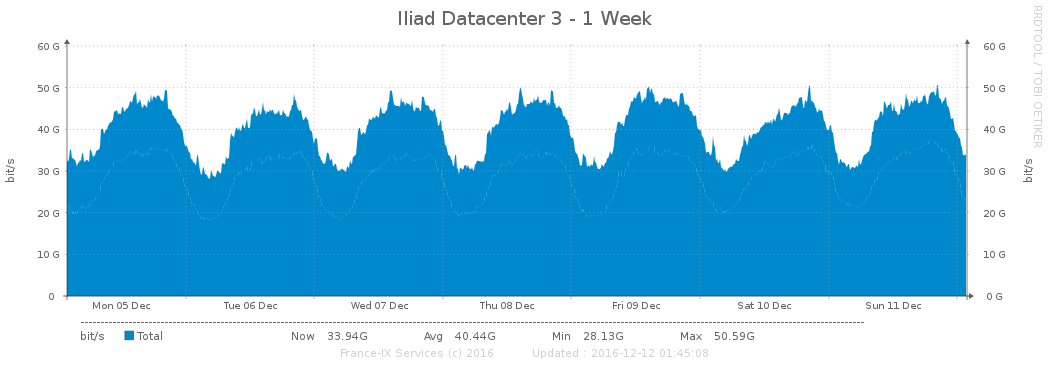 Iliad Datacenter 3 - 1 Week
RRDTOOL / TOBI OETIKER
60 G 60 G
50 G 50 G
40 G 40 G
30 G 30 G
20 G 20 G
10 G 10 G
0 0 G
bit/s
bit/s
Mon 05 Dec Tue 06 Dec Wed 07 Dec Thu 08 Dec Fri 09 Dec Sat 10 Dec Sun 11 Dec
bit/s Total Now 33.94G Avg 40.44G Min 28.13G Max 50.59G
France-IX Services (c) 2016 Updated : 2016-12-12 01:45:08